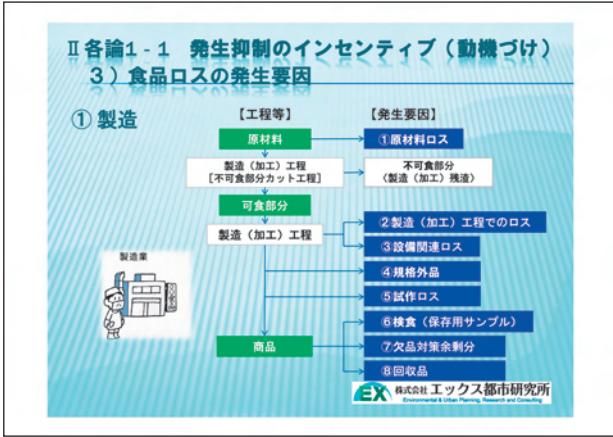 Ⅱ各論1‐1 発生抑制のインセンティブ（動機づけ）
3）食品ロスの発生要因
① 製造
【工程等】
【発生要因】
原材料
①原材料ロス
製造（加工）工程
[不可食部分カット工程]
不可食部分
〈製造（加工）残渣〉
可食部分
製造（加工）工程
②製造（加工）工程でのロス
③設備関連ロス
製造業
④規格外品
⑤試作ロス
⑥検食（保存用サンプル）
商品
⑦欠品対策余剰分
⑧回収品
EX 株式会社 エックス都市研究所
Environmental & Urban Planning, Research and Consulting